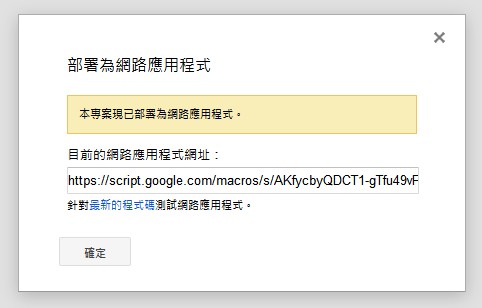 部署為網路應用程式
本專案現已部署為網路應用程式。
目前的網路應用程式網址：
https://script.google.com/macros/s/AKfycbyQDCT1-gTfu49vF
針對最新的程式碼測試網路應用程式。
確定